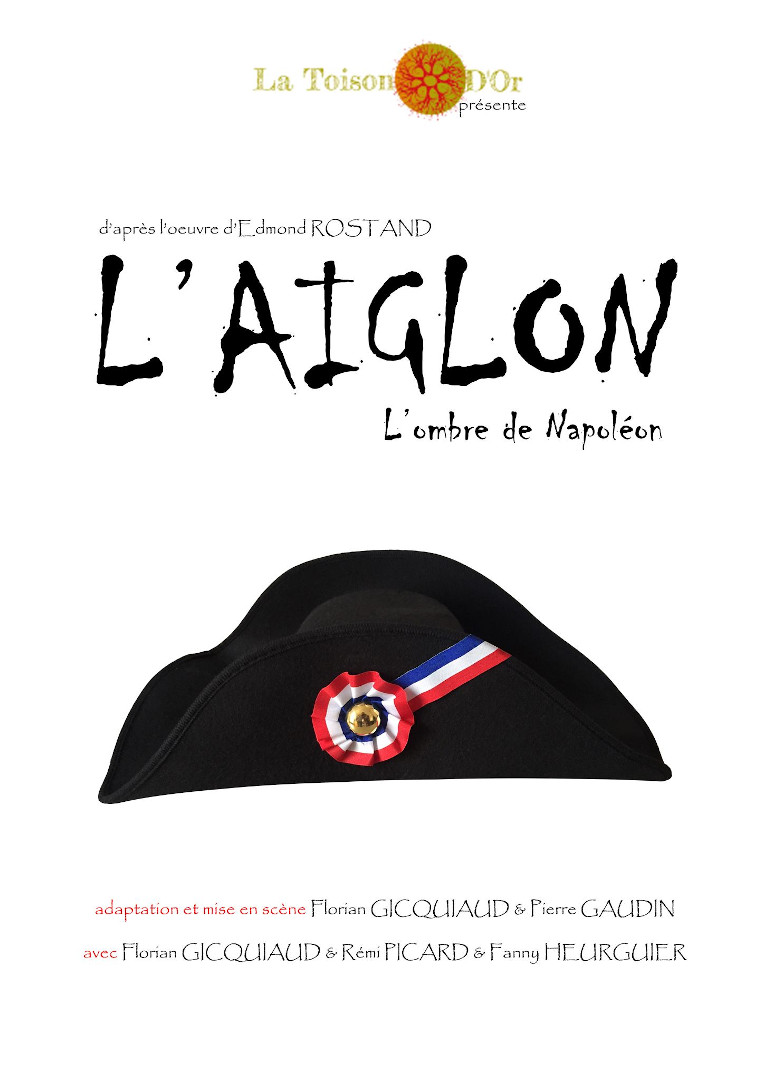 La Toison D'Or
présente
d'après l'oeuvre d'Edmond ROSTAND
L'AIGLON
L'ombre de Napoléon
adaptation et mise en scène Florian GICQUIAUD & Pierre GAUDIN
avec Florian GICQUIAUD & Rémi PICARD & Fanny HEURGUIER